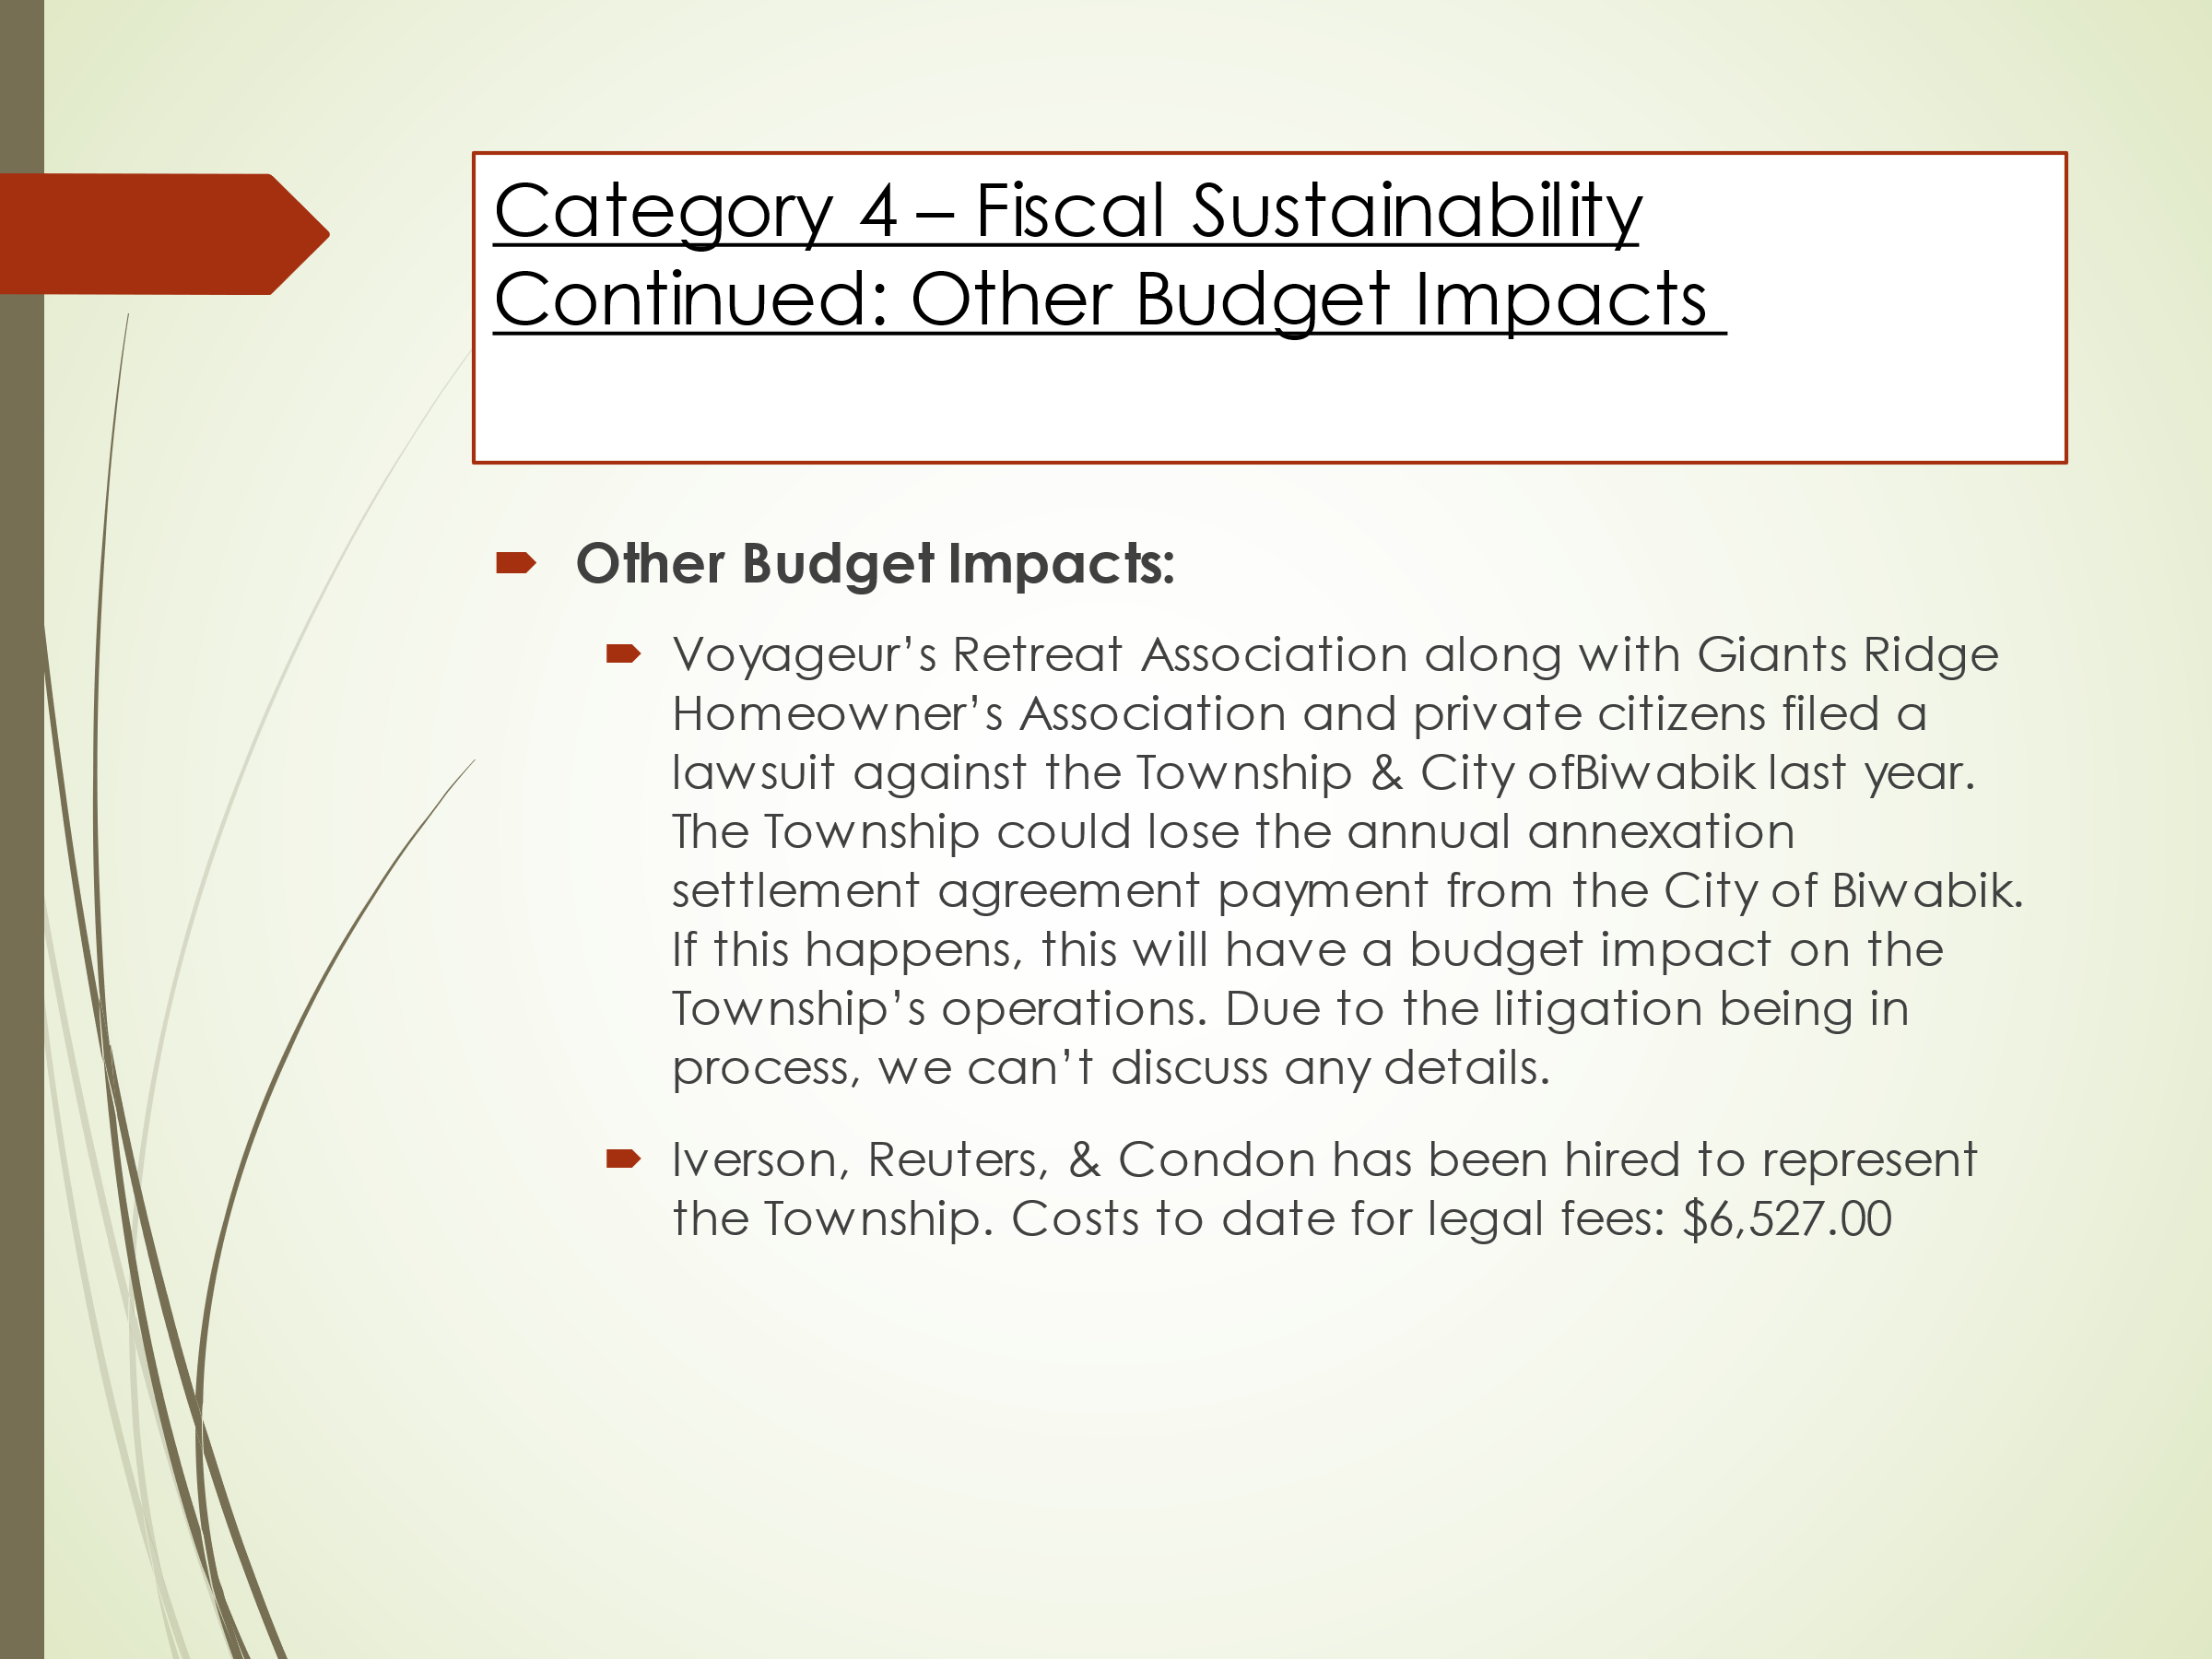 Category 4 – Fiscal Sustainability
Continued: Other Budget Impacts
Other Budget Impacts:
Voyageur’s Retreat Association along with Giants Ridge
Homeowner’s Association and private citizens filed a
lawsuit against the Township & City ofBiwabik last year.
The Township could lose the annual annexation
settlement agreement payment from the City of Biwabik.
If this happens, this will have a budget impact on the
Township’s operations. Due to the litigation being in
process, we can’t discuss any details.
Iverson, Reuters, & Condon has been hired to represent
the Township. Costs to date for legal fees: $6,527.00